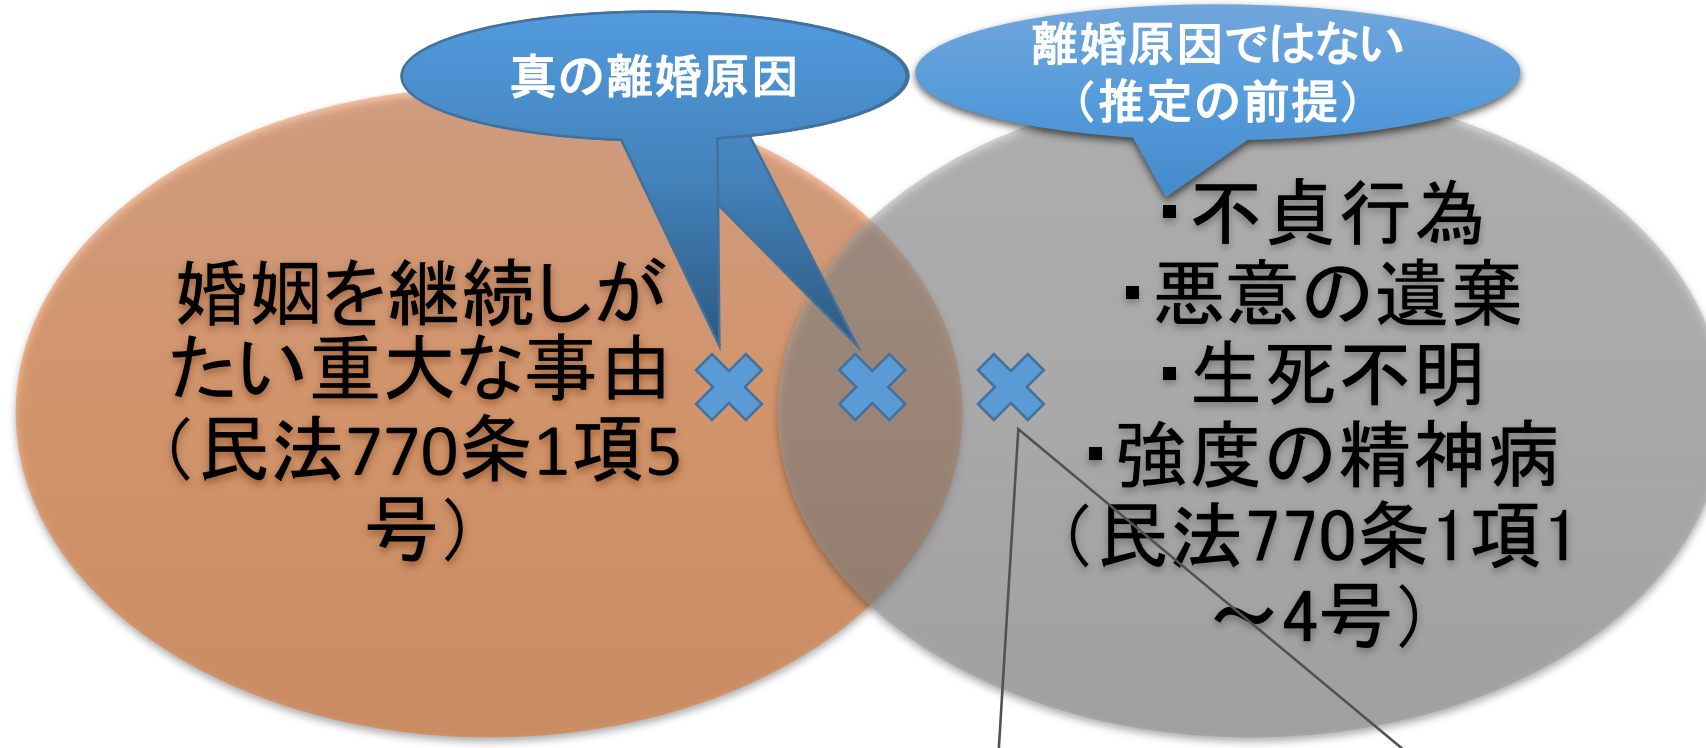 真の離婚原因
離婚原因ではない
（推定の前提）
婚姻を継続しが
たい重大な事由
（民法770条1項5
号）
・不貞行為
・悪意の遺棄
・生死不明
・強度の精神病
（民法770条1項1
～4号）